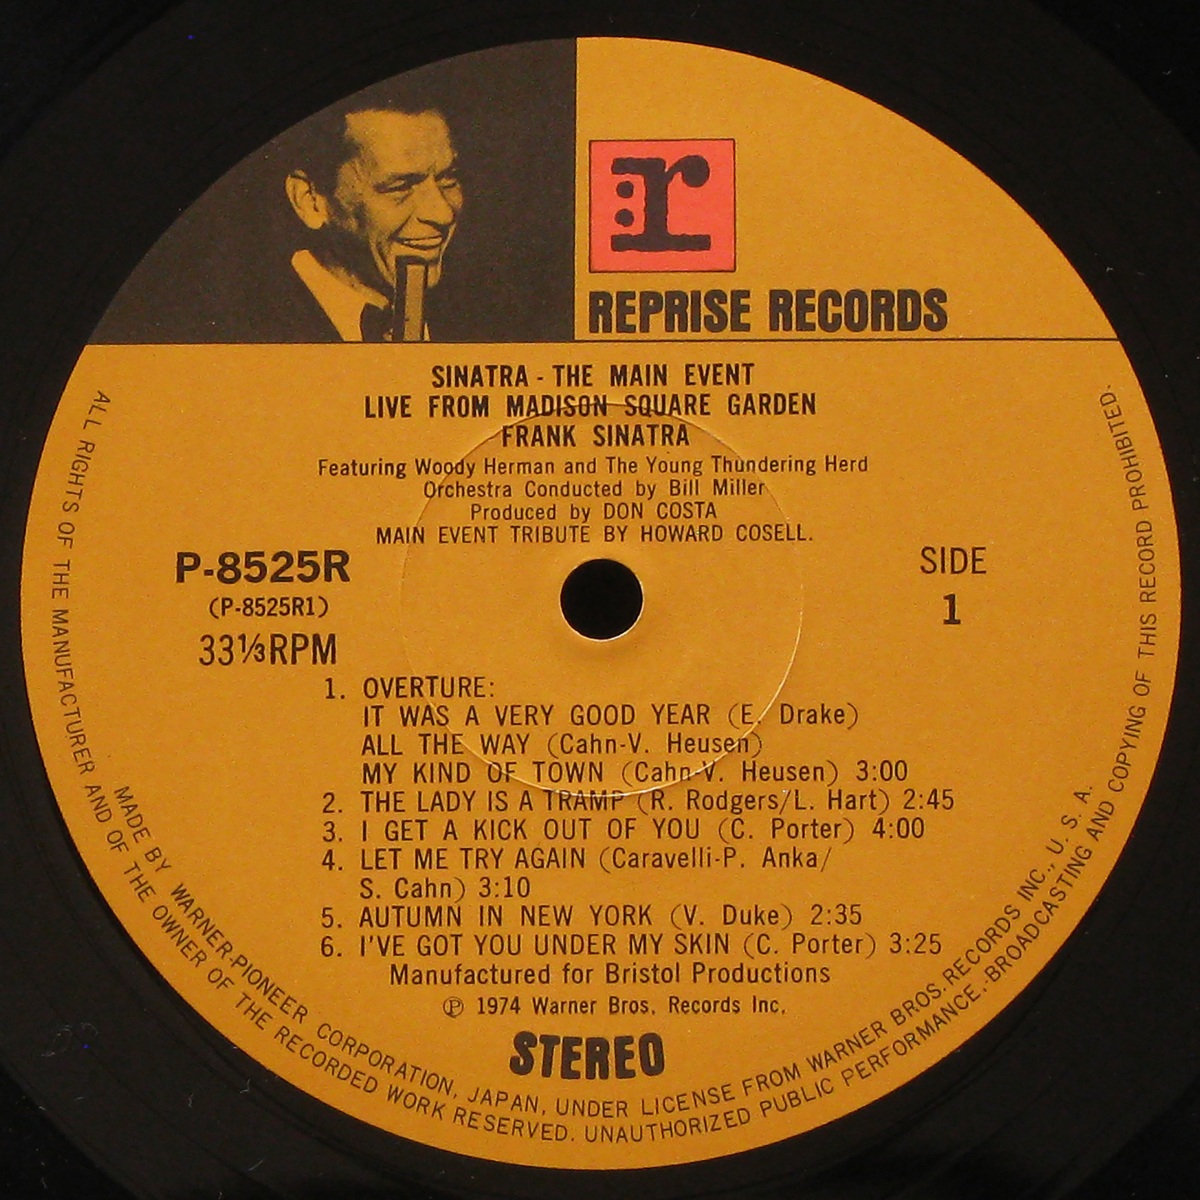 r
REPRISE RECORDS
SINATRA - THE MAIN EVENT
LIVE FROM MADISON SQUARE GARDEN
FRANK SINATRA
Featuring Woody Herman and The Young Thundering Herd
Orchestra Conducted by Bill Miller
Produced by DON COSTA
MAIN EVENT TRIBUTE BY HOWARD COSELL.
P-8525R
(P-8525R1)
33⅓RPM
SIDE
1
1. OVERTURE:
IT WAS A VERY GOOD YEAR (E. Drake)
ALL THE WAY (Cahn-V. Heusen)
MY KIND OF TOWN (Cahn-V. Heusen) 3:00
2. THE LADY IS A TRAMP (R. Rodgers/L. Hart) 2:45
3. I GET A KICK OUT OF YOU (C. Porter) 4:00
4. LET ME TRY AGAIN (Caravelli-P. Anka/
S. Cahn) 3:10
5. AUTUMN IN NEW YORK (V. Duke) 2:35
6. I'VE GOT YOU UNDER MY SKIN (C. Porter) 3:25
Manufactured for Bristol Productions
℗ 1974 Warner Bros. Records Inc.
STEREO
MADE BY WARNER-PIONEER CORPORATION, JAPAN, UNDER LICENSE FROM WARNER BROS. RECORDS INC., U. S. A.
ALL RIGHTS OF THE MANUFACTURER AND OF THE OWNER OF THE RECORDED WORK RESERVED. UNAUTHORIZED PUBLIC PERFORMANCE, BROADCASTING AND COPYING OF THIS RECORD PROHIBITED.